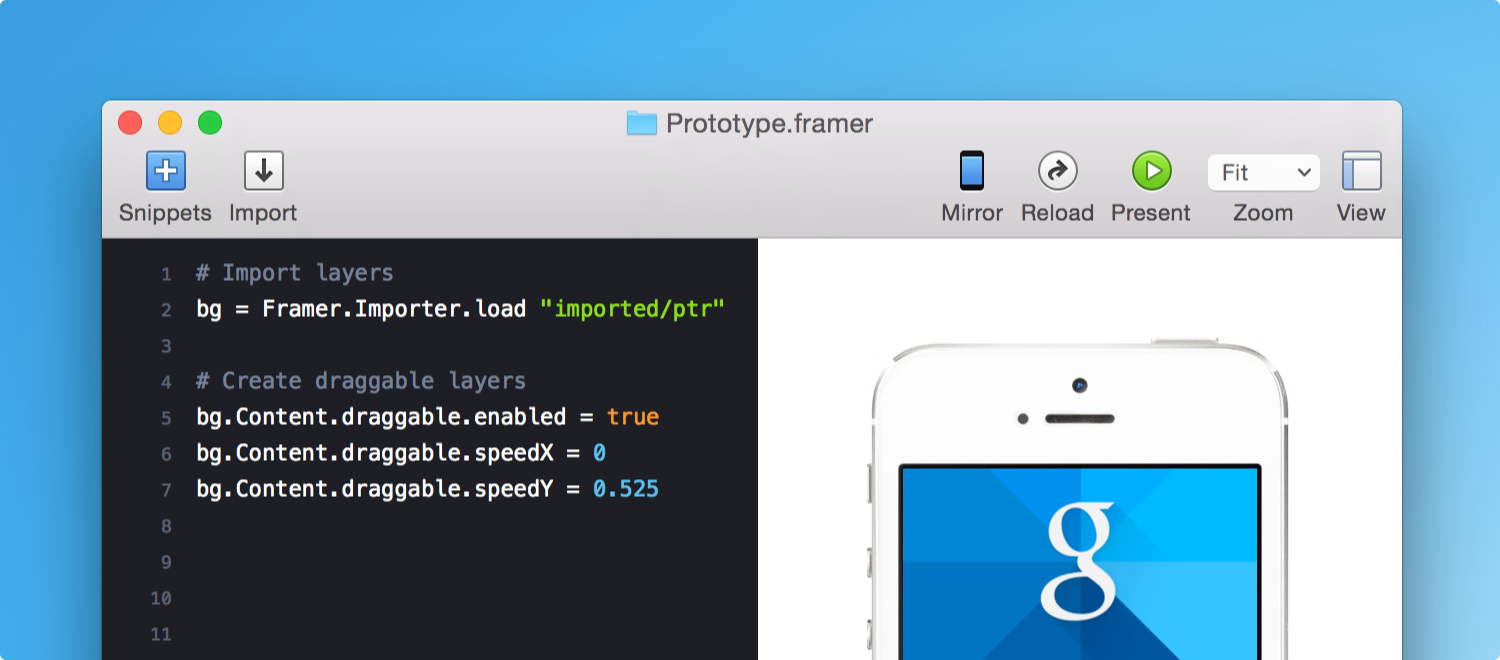 Prototype.framer
Snippets Import Mirror Reload Present Fit Zoom View
1 # Import layers
2 bg = Framer.Importer.load "imported/ptr"
3
4 # Create draggable layers
5 bg.Content.draggable.enabled = true
6 bg.Content.draggable.speedX = 0
7 bg.Content.draggable.speedY = 0.525
8
9
10
11
g